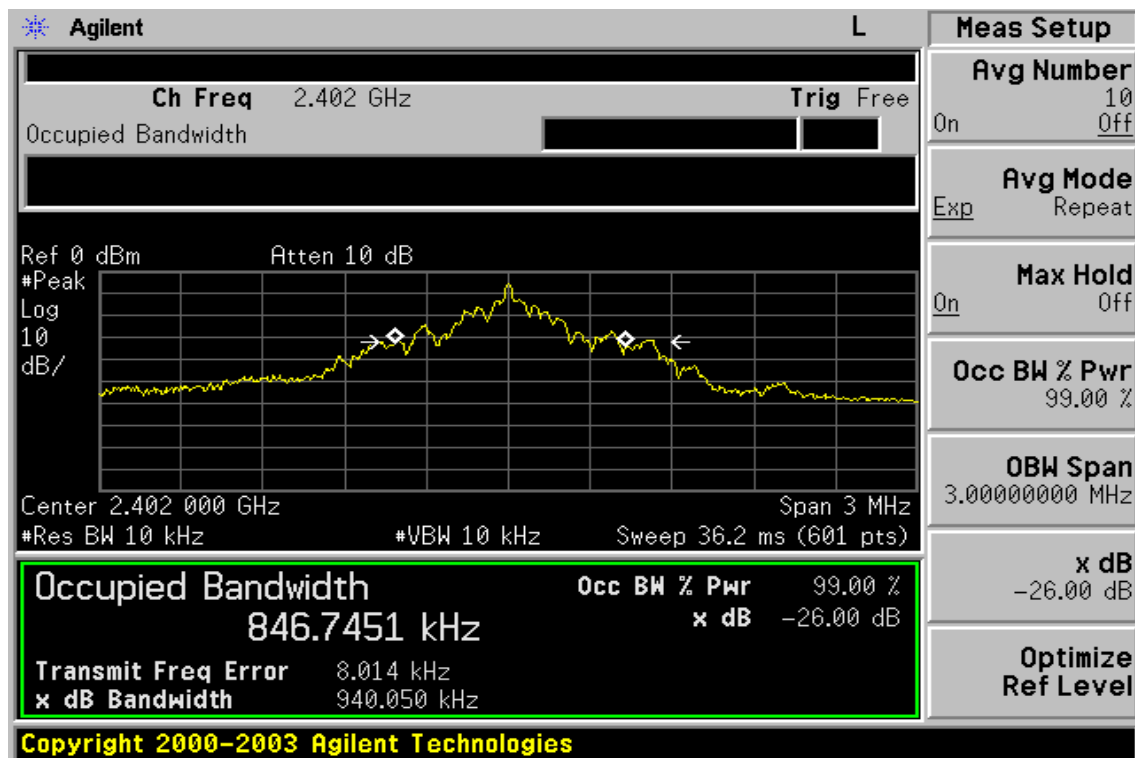 Agilent L Meas Setup
Ch Freq 2.402 GHz Trig Free
Occupied Bandwidth
Ref 0 dBm Atten 10 dB
#Peak
Log
10
dB/
Center 2.402 000 GHz Span 3 MHz
#Res BW 10 kHz #VBW 10 kHz Sweep 36.2 ms (601 pts)
Occupied Bandwidth Occ BW % Pwr 99.00 %
846.7451 kHz x dB -26.00 dB
Transmit Freq Error 8.014 kHz
x dB Bandwidth 940.050 kHz
Copyright 2000-2003 Agilent Technologies
Avg Number
10
On Off
Avg Mode
Exp Repeat
Max Hold
On Off
Occ BW % Pwr
99.00 %
OBW Span
3.00000000 MHz
x dB
-26.00 dB
Optimize
Ref Level